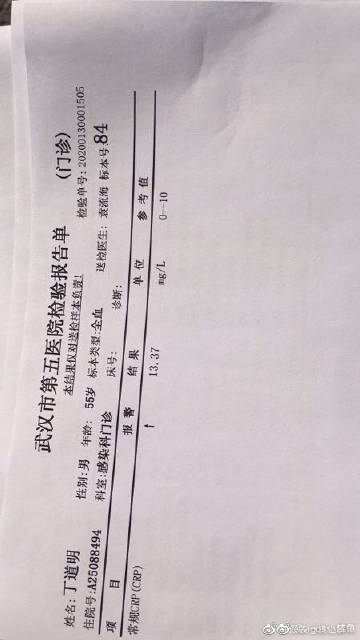 武汉市第五医院检验报告单
(门诊)
本结果仅对送检样本负责!
检验单号: 202001300001505
姓名: 丁道明 性别: 男 年龄: 55岁 标本类型: 全血 送检医生: 袁流海 标本号: 84
住院号: A25088494 科室: 感染科门诊 床号: 诊断:
项 目 报 警 结 果 单 位 参 考 值
常规CRP(CRP) ↑ 13.37 mg/L 0--10